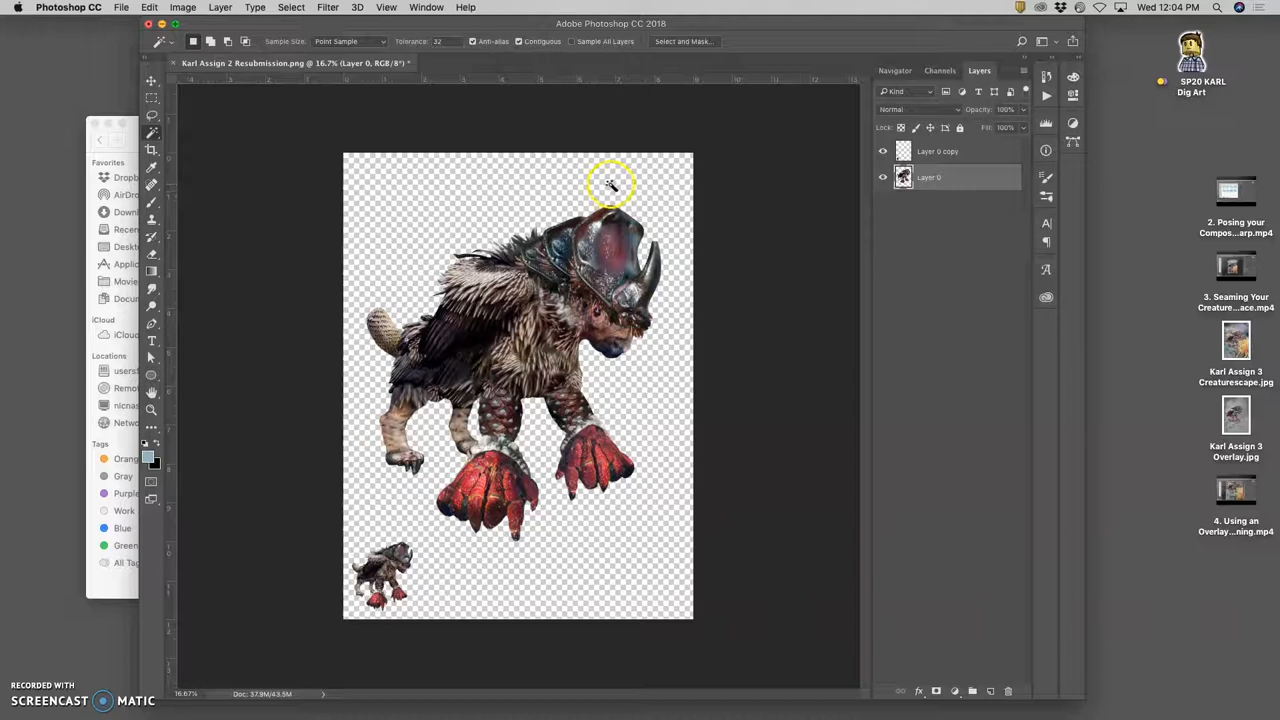 Photoshop CC File Edit Image Layer Type Select Filter 3D View Window Help Wed 12:04 PM
Adobe Photoshop CC 2018
Sample Size: Point Sample Tolerance: 32 Anti-alias Contiguous Sample All Layers Select and Mask...
Karl Assign 2 Resubmission.png @ 16.7% (Layer 0, RGB/8*) *
Navigator Channels Layers
Kind
Normal Opacity: 100%
Lock: Fill: 100%
Layer 0 copy
Layer 0
Favorites
Dropb
AirDrop
Downl
Recen
Deskto
Applic
Movies
Docum
iCloud
iCloud
Locations
users
Remot
nicnas
Netwo
Tags
Orang
Gray
Purple
Work
Blue
Green
All Tag
SP20 KARL
Dig Art
2. Posing your
Compos...arp.mp4
3. Seaming Your
Creature...ace.mp4
Karl Assign 3
Creaturescape.jpg
Karl Assign 3
Overlay.jpg
4. Using an
Overlay...ning.mp4
16.67% Doc: 37.9M/43.5M
RECORDED WITH
SCREENCAST MATIC